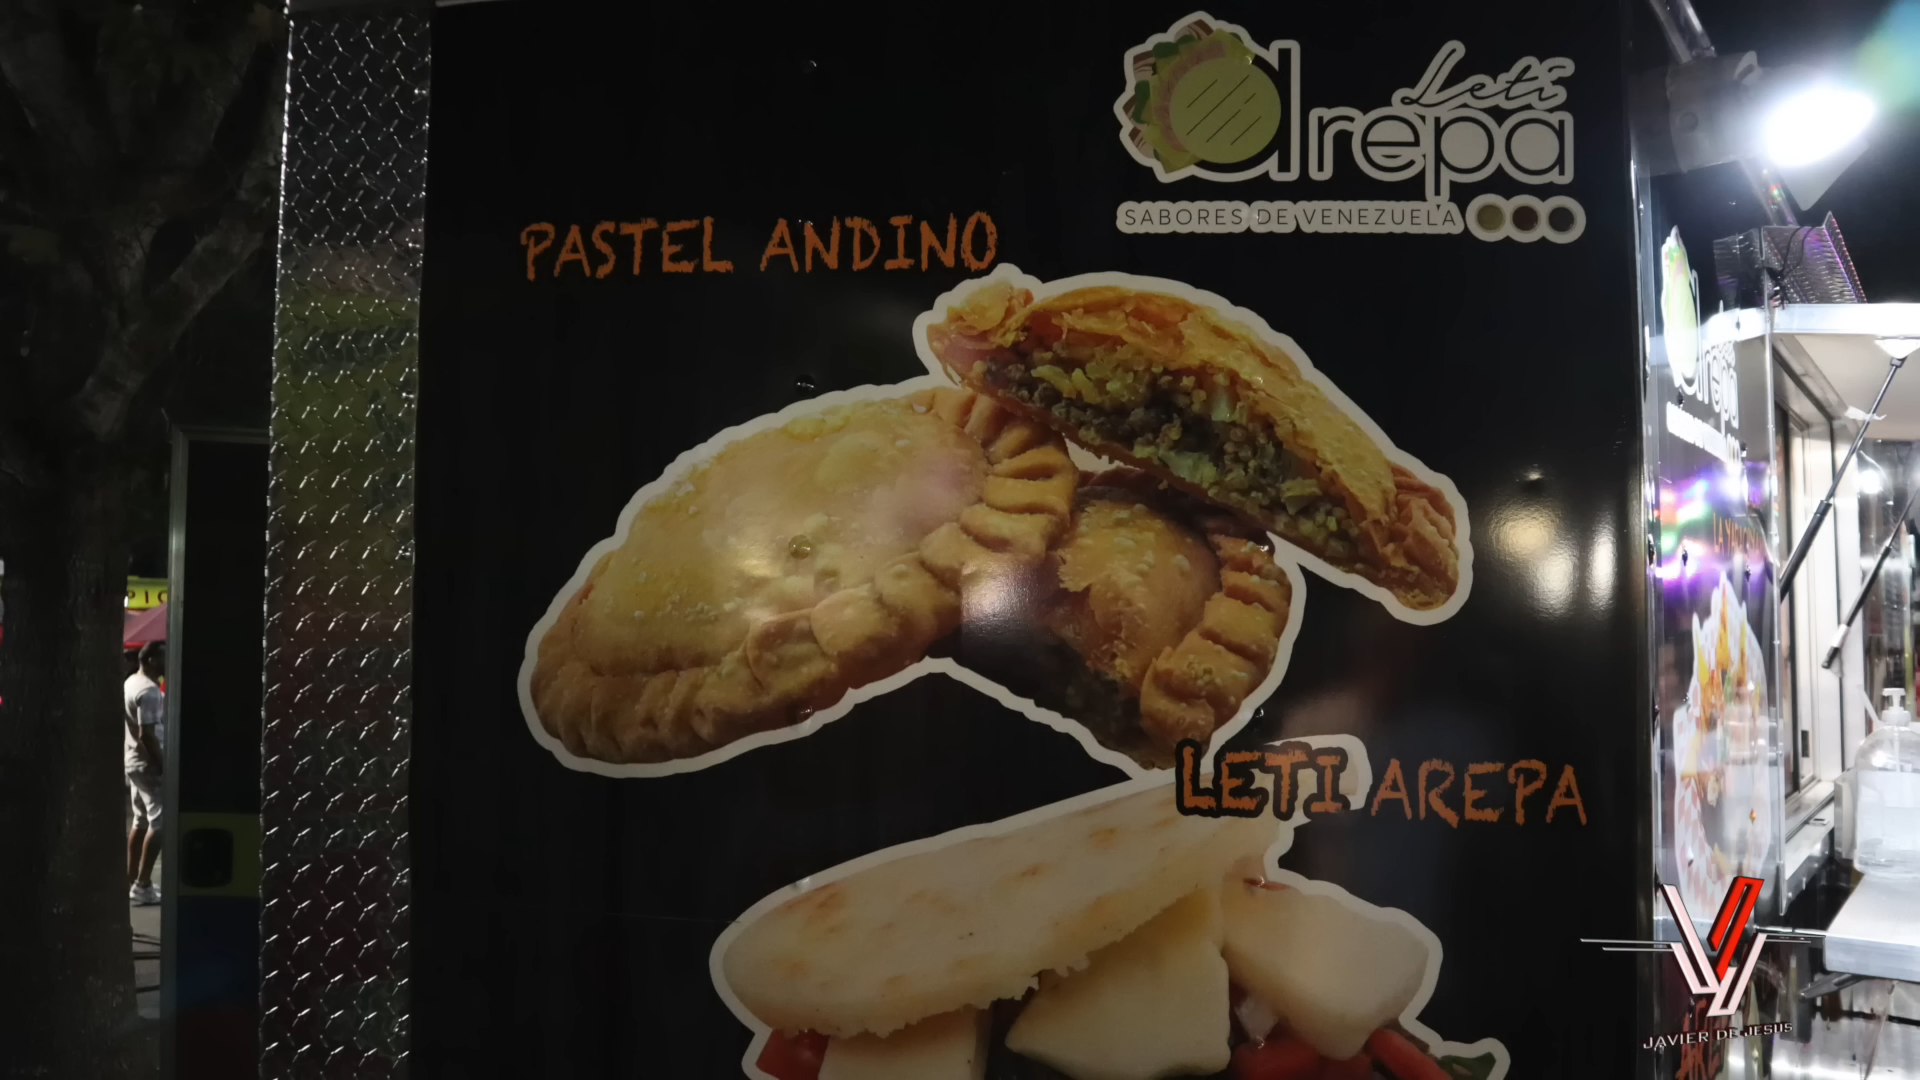 Leti
arepa
SABORES DE VENEZUELA
PASTEL ANDINO
LETI AREPA
JAVIER DE JESUS